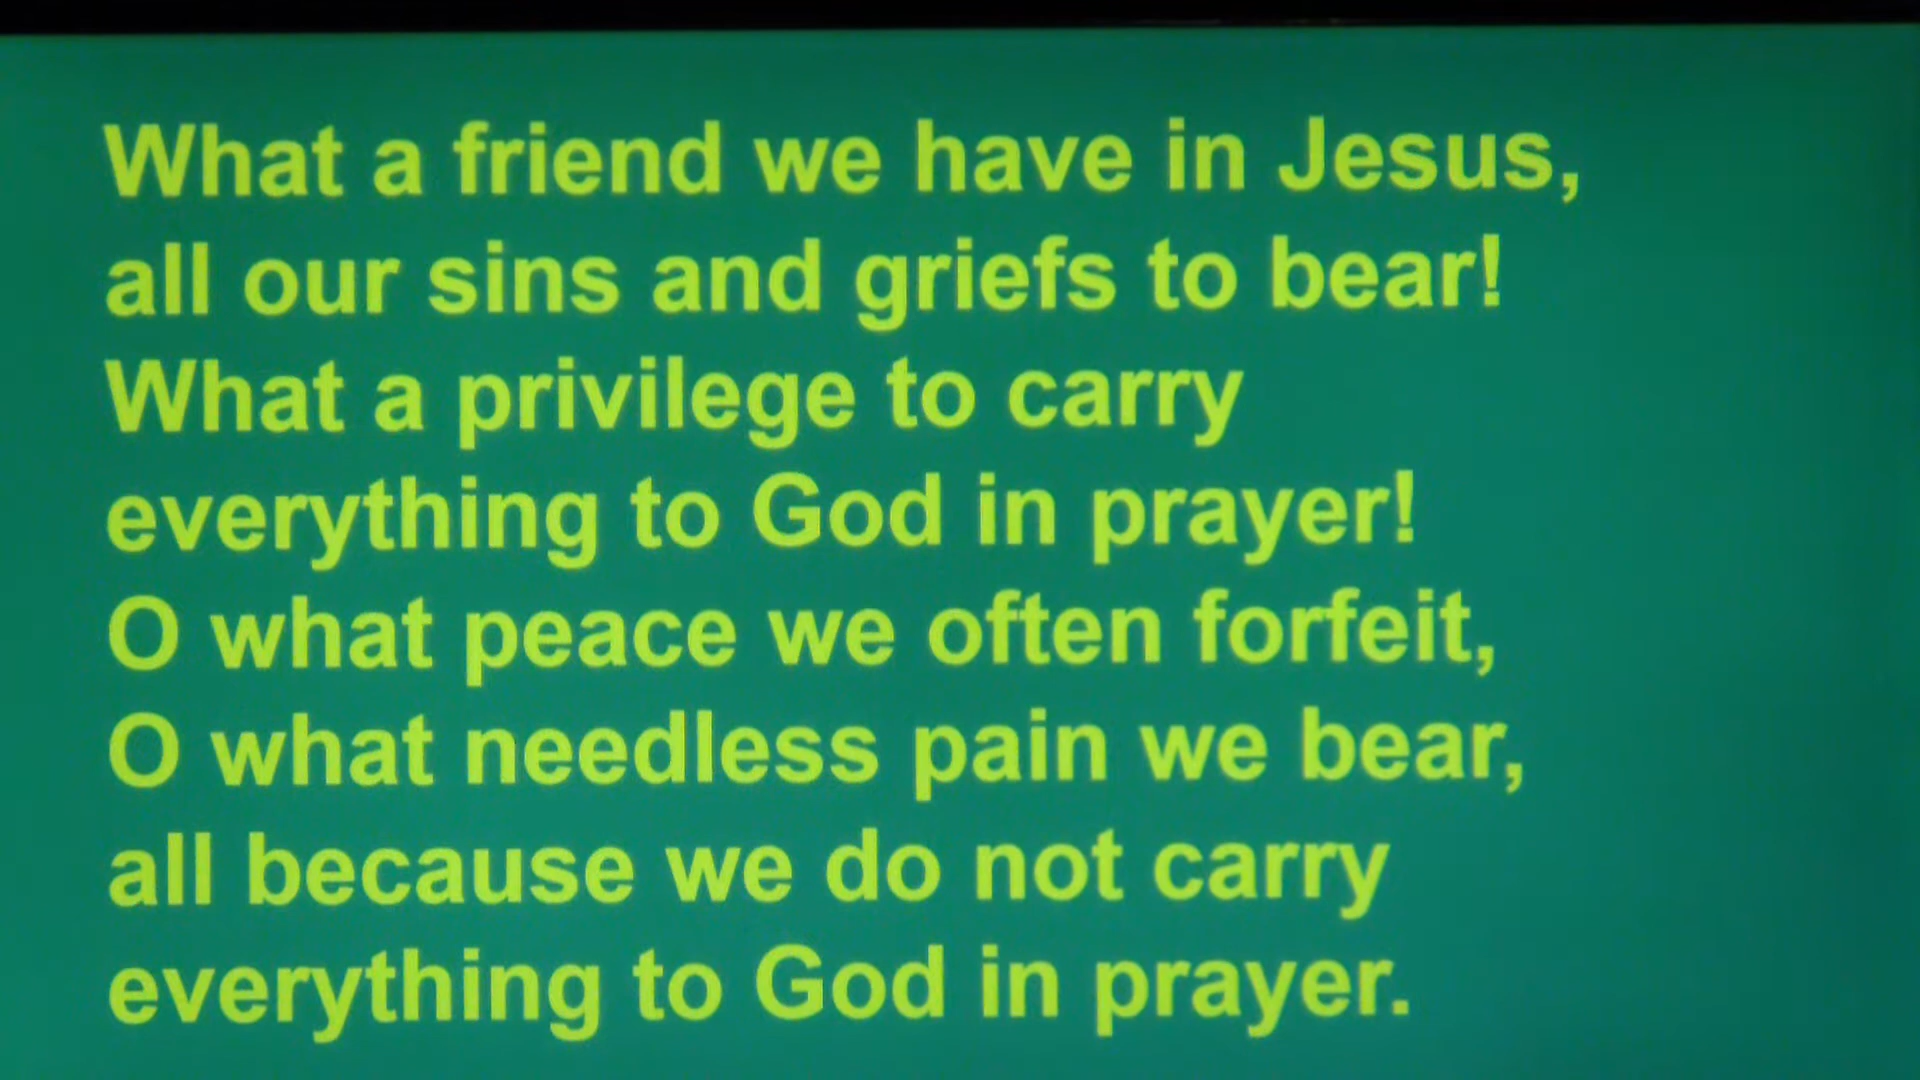 What a friend we have in Jesus,
all our sins and griefs to bear!
What a privilege to carry
everything to God in prayer!
O what peace we often forfeit,
O what needless pain we bear,
all because we do not carry
everything to God in prayer.